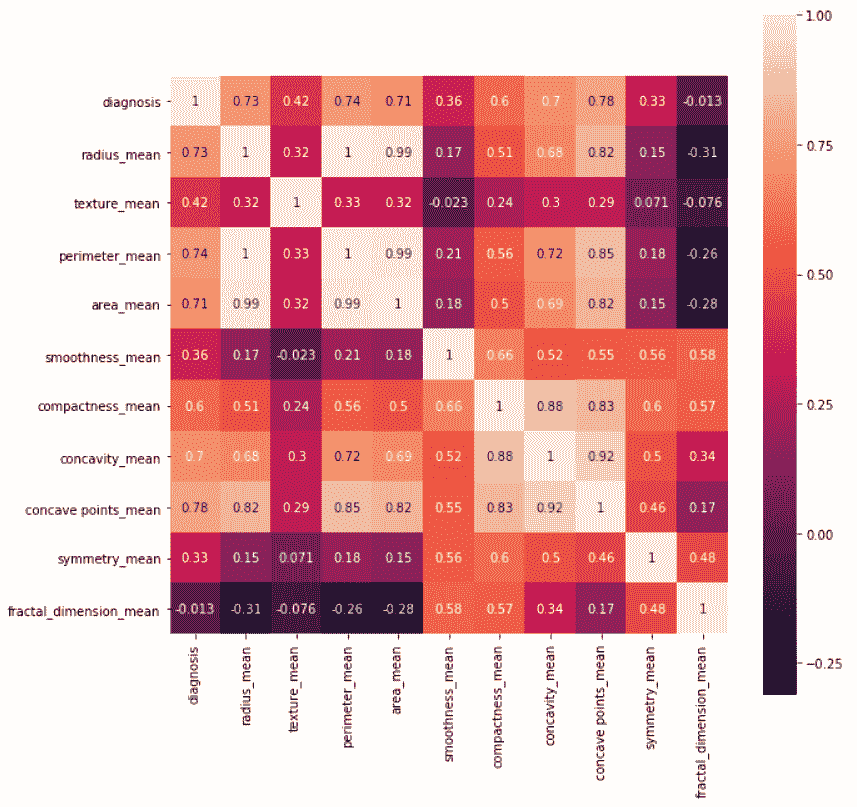 1.00
diagnosis 1 0.73 0.42 0.74 0.71 0.36 0.6 0.7 0.78 0.33 -0.013
0.75
radius_mean 0.73 1 0.32 1 0.99 0.17 0.51 0.68 0.82 0.15 -0.31
texture_mean 0.42 0.32 1 0.33 0.32 -0.023 0.24 0.3 0.29 0.071 -0.076
perimeter_mean 0.74 1 0.33 1 0.99 0.21 0.56 0.72 0.85 0.18 -0.26
0.50
area_mean 0.71 0.99 0.32 0.99 1 0.18 0.5 0.69 0.82 0.15 -0.28
smoothness_mean 0.36 0.17 -0.023 0.21 0.18 1 0.66 0.52 0.55 0.56 0.58
compactness_mean 0.6 0.51 0.24 0.56 0.5 0.66 1 0.88 0.83 0.6 0.57
0.25
concavity_mean 0.7 0.68 0.3 0.72 0.69 0.52 0.88 1 0.92 0.5 0.34
concave points_mean 0.78 0.82 0.29 0.85 0.82 0.55 0.83 0.92 1 0.46 0.17
0.00
symmetry_mean 0.33 0.15 0.071 0.18 0.15 0.56 0.6 0.5 0.46 1 0.48
fractal_dimension_mean -0.013 -0.31 -0.076 -0.26 -0.28 0.58 0.57 0.34 0.17 0.48 1
-0.25
diagnosis
radius_mean
texture_mean
perimeter_mean
area_mean
smoothness_mean
compactness_mean
concavity_mean
concave points_mean
symmetry_mean
fractal_dimension_mean